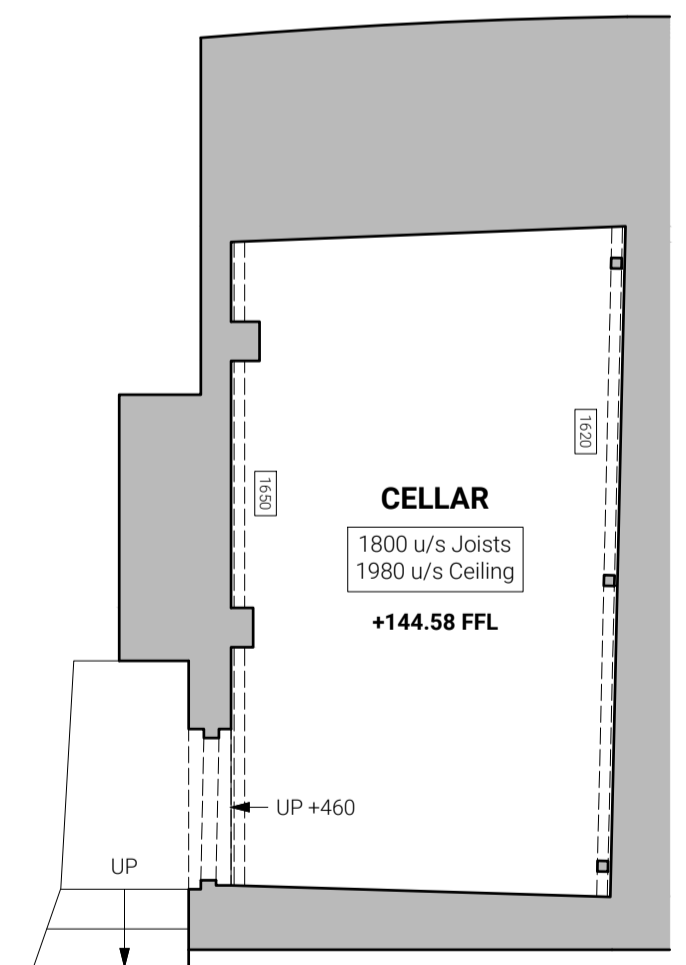 1620
1650
CELLAR
1800 u/s Joists
1980 u/s Ceiling
+144.58 FFL
UP +460
UP